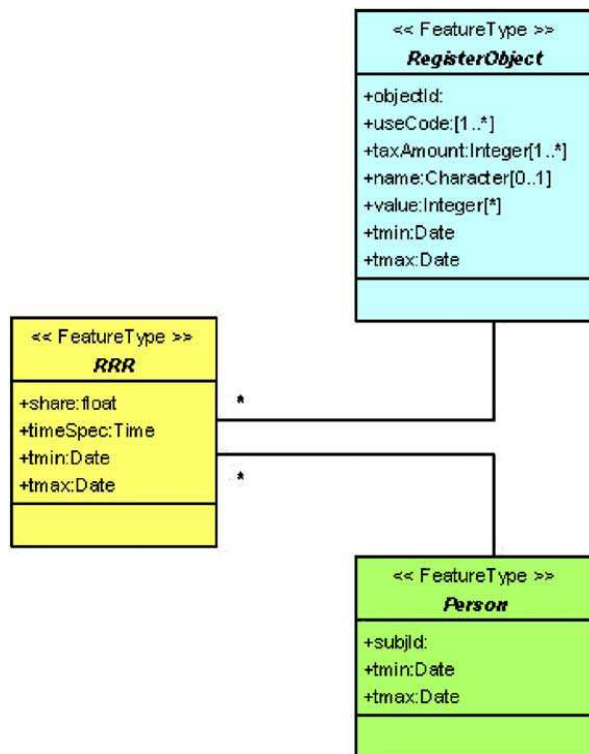 << FeatureType >>
RegisterObject
+objectId:
+useCode:[1..*]
+taxAmount:Integer[1..*]
+name:Character[0..1]
+value:Integer[*]
+tmin:Date
+tmax:Date
<< FeatureType >>
RRR
+share:float
+timeSpec:Time
+tmin:Date
+tmax:Date
*
*
<< FeatureType >>
Person
+subjId:
+tmin:Date
+tmax:Date